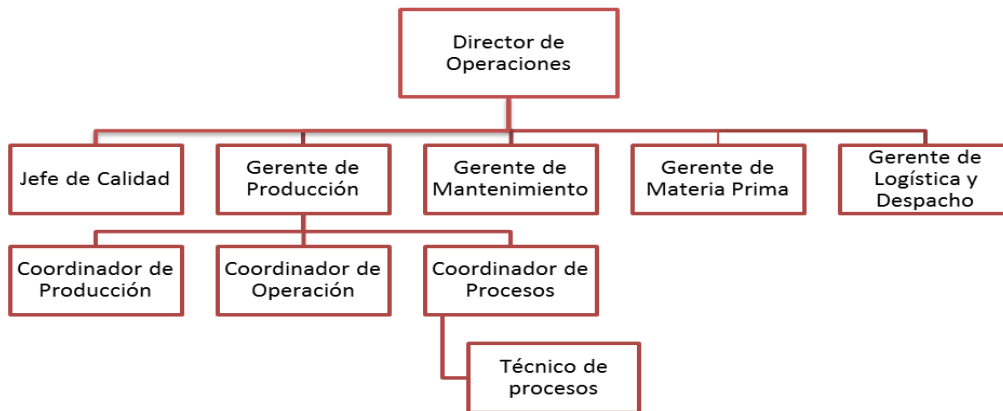 Director de
Operaciones
Jefe de Calidad
Gerente de
Producción
Gerente de
Mantenimiento
Gerente de
Materia Prima
Gerente de
Logística y
Despacho
Coordinador de
Producción
Coordinador de
Operación
Coordinador de
Procesos
Técnico de
procesos